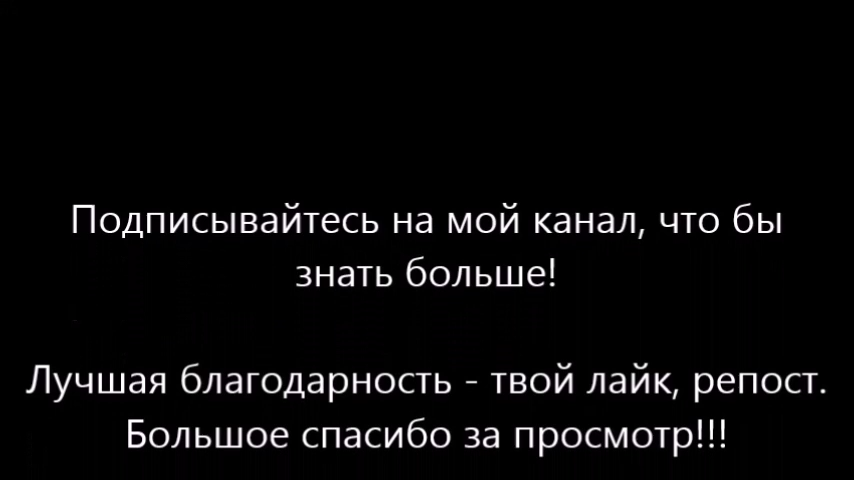 Подписывайтесь на мой канал, что бы
знать больше!
Лучшая благодарность - твой лайк, репост.
Большое спасибо за просмотр!!!